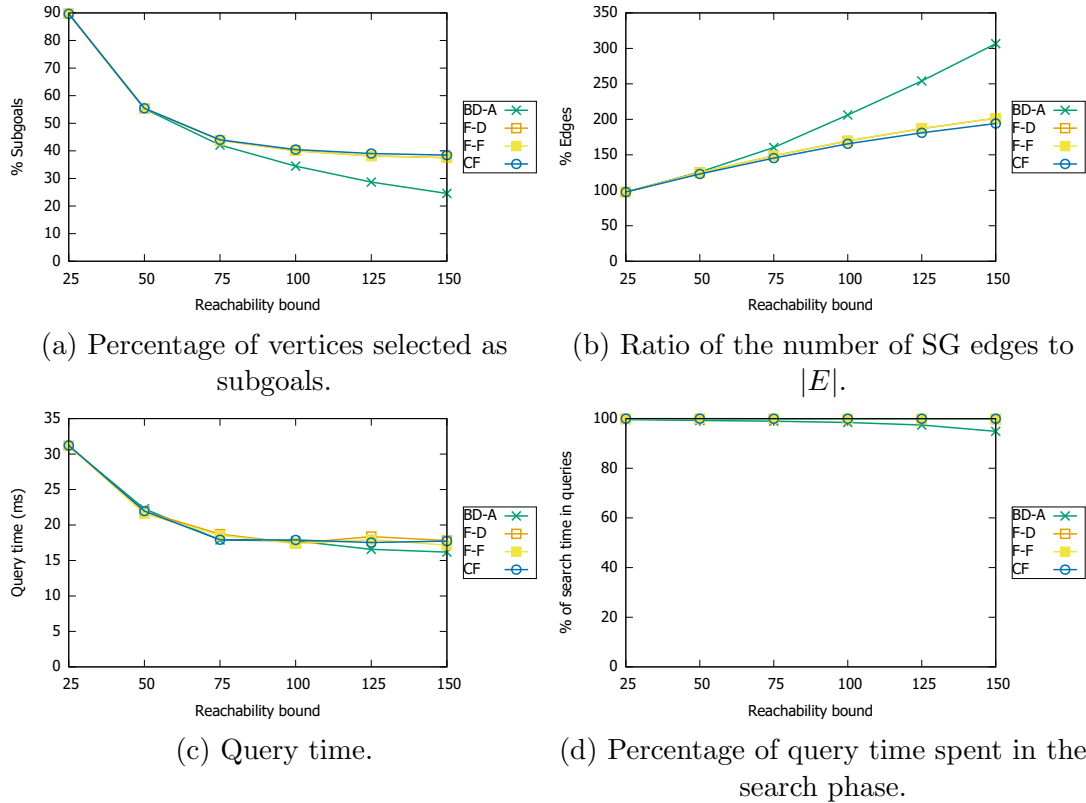 90
80
70
60
50
40
30
20
10
0
% Subgoals
25 50 75 100 125 150
Reachability bound
BD-A
F-D
F-F
CF
(a) Percentage of vertices selected as
subgoals.
350
300
250
200
150
100
50
0
% Edges
25 50 75 100 125 150
Reachability bound
BD-A
F-D
F-F
CF
(b) Ratio of the number of SG edges to
|E|.
35
30
25
20
15
10
5
0
Query time (ms)
25 50 75 100 125 150
Reachability bound
BD-A
F-D
F-F
CF
(c) Query time.
100
80
60
40
20
0
% of search time in queries
25 50 75 100 125 150
Reachability bound
BD-A
F-D
F-F
CF
(d) Percentage of query time spent in the
search phase.